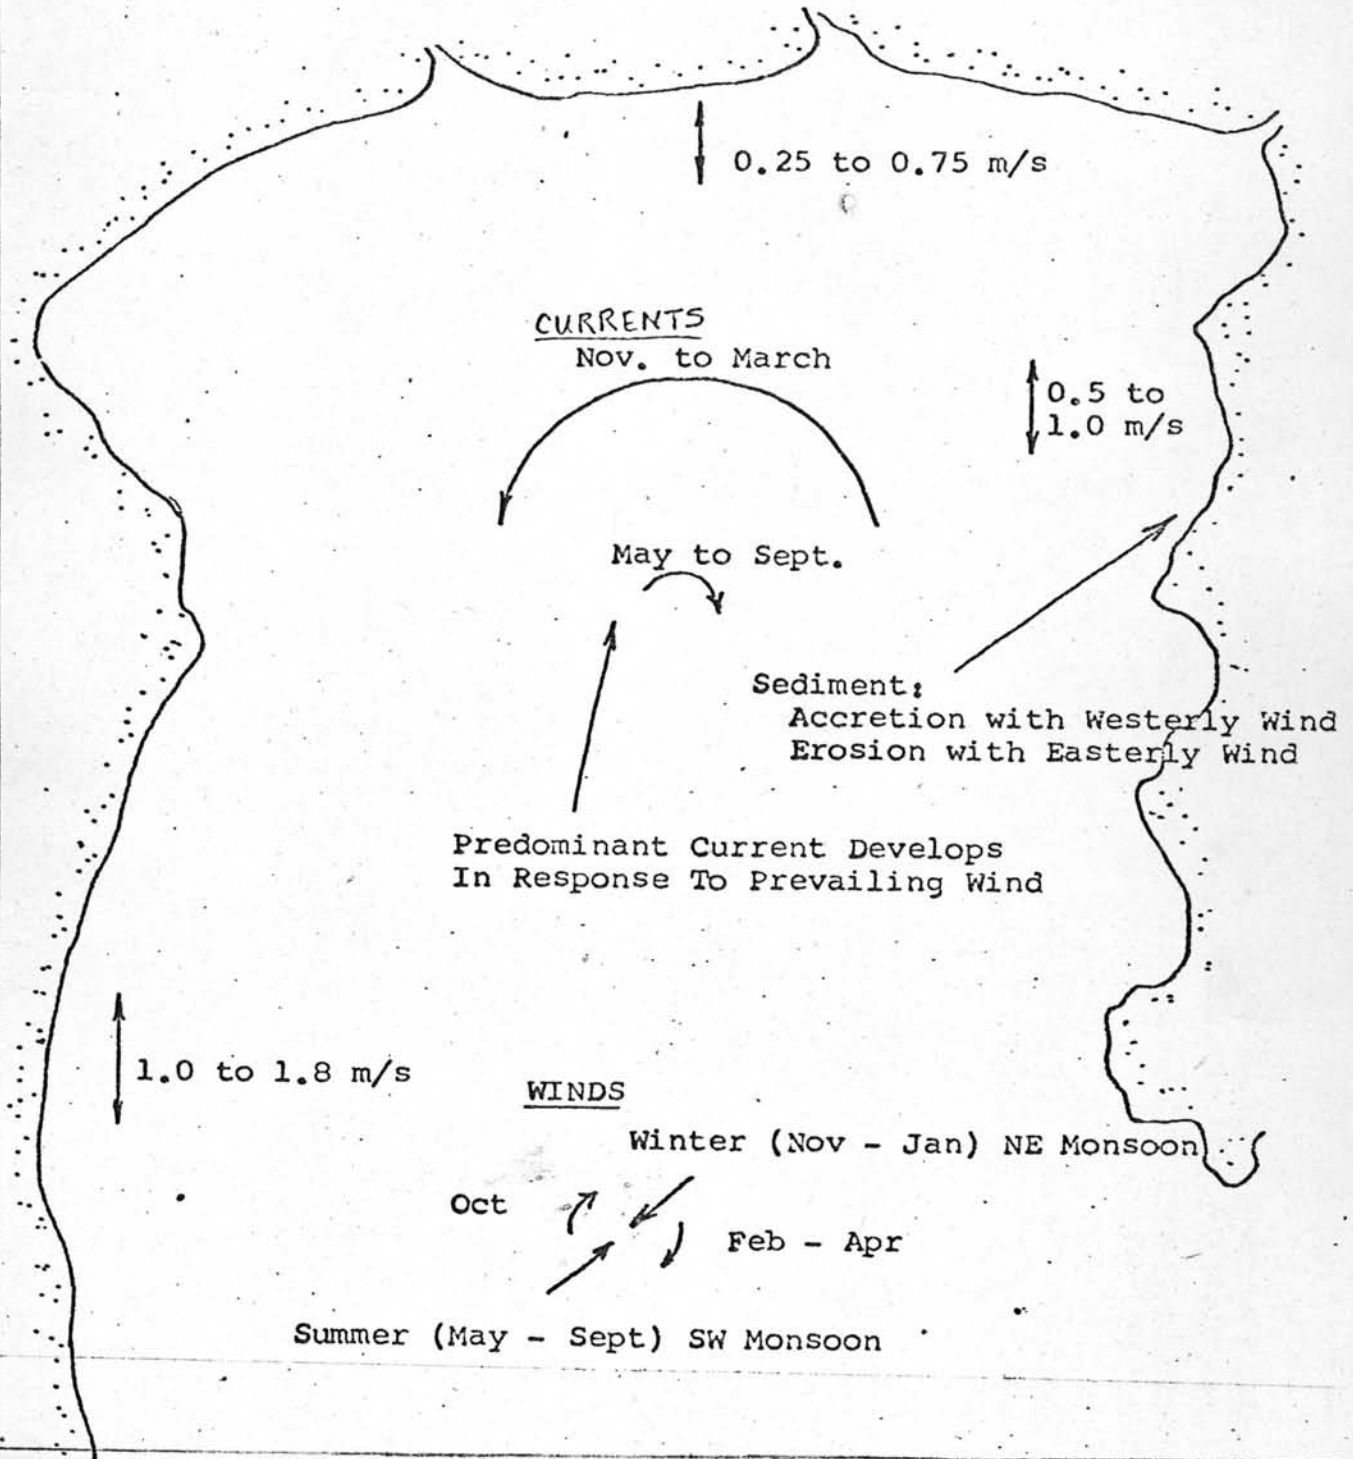 0.25 to 0.75 m/s
CURRENTS
Nov. to March
0.5 to
1.0 m/s
May to Sept.
Sediment:
Accretion with Westerly Wind
Erosion with Easterly Wind
Predominant Current Develops
In Response To Prevailing Wind
1.0 to 1.8 m/s
WINDS
Winter (Nov - Jan) NE Monsoon
Oct
Feb - Apr
Summer (May - Sept) SW Monsoon